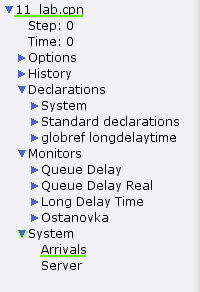 11_lab.cpn
Step: 0
Time: 0
Options
History
Declarations
System
Standard declarations
globref longdelaytime
Monitors
Queue Delay
Queue Delay Real
Long Delay Time
Ostanovka
System
Arrivals
Server